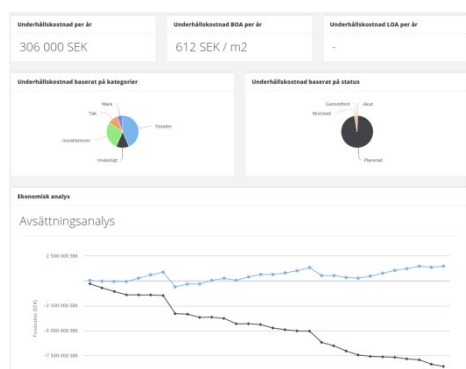 Underhållskostnad per år
306 000 SEK
Underhållskostnad BOA per år
612 SEK / m2
Underhållskostnad LOA per år
-
Underhållskostnad baserat på kategorier
Mark
Tak
Fasader
Installationer
Invändigt
Underhållskostnad baserat på status
Genomförd
Akut
Beslutad
Planerad
Ekonomisk analys
Avsättningsanalys
2 500 000 SEK
-2 500 000 SEK
-5 000 000 SEK
-7 500 000 SEK